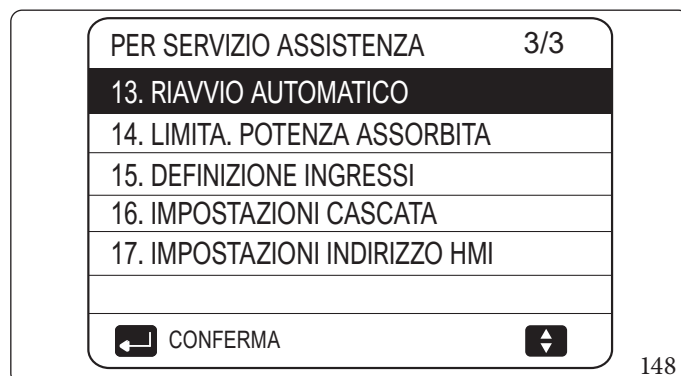 PER SERVIZIO ASSISTENZA 3/3
13. RIAVVIO AUTOMATICO
14. LIMITA. POTENZA ASSORBITA
15. DEFINIZIONE INGRESSI
16. IMPOSTAZIONI CASCATA
17. IMPOSTAZIONI INDIRIZZO HMI
CONFERMA
148